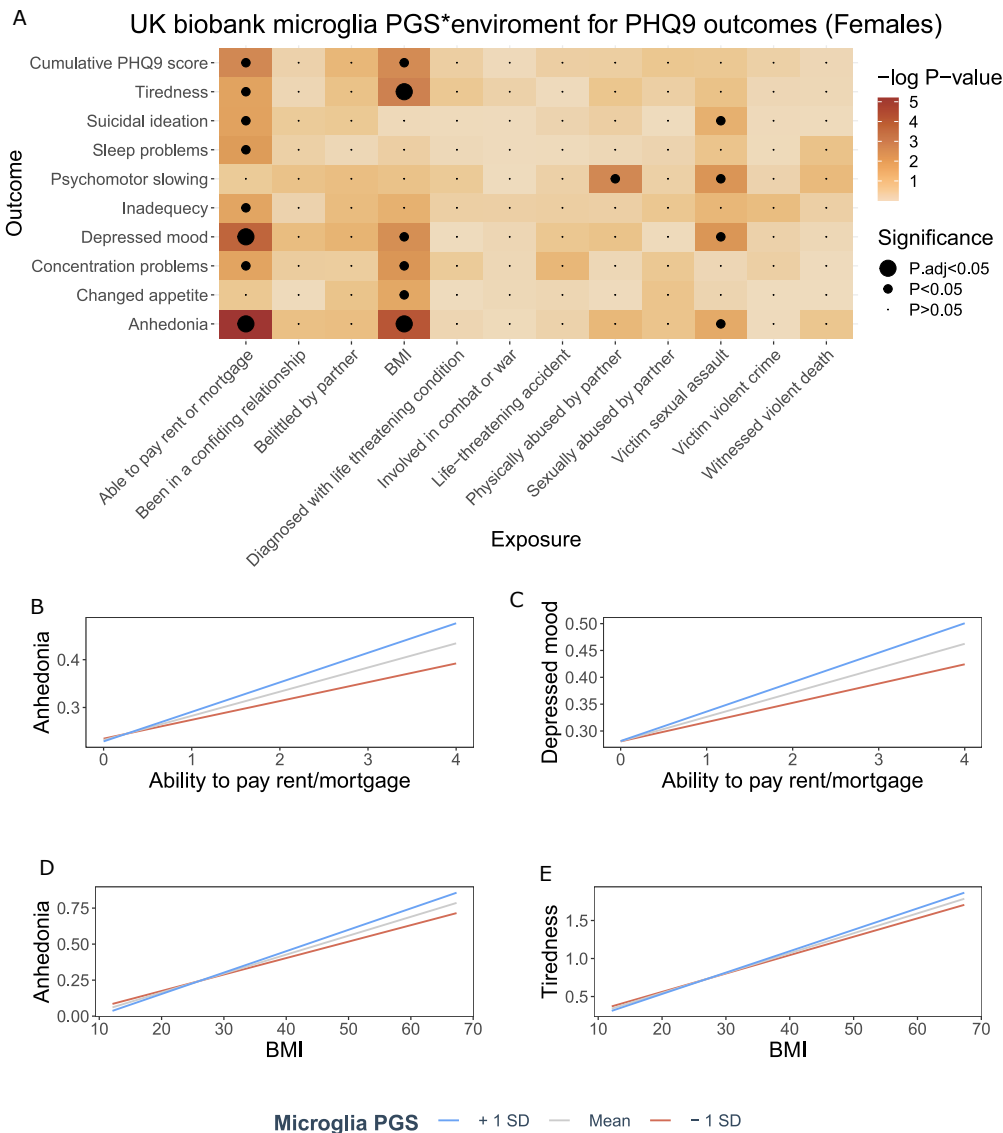 A
UK biobank microglia PGS*enviroment for PHQ9 outcomes (Females)
Outcome
Cumulative PHQ9 score
Tiredness
Suicidal ideation
Sleep problems
Psychomotor slowing
Inadequecy
Depressed mood
Concentration problems
Changed appetite
Anhedonia
Able to pay rent or mortgage
Been in a confiding relationship
Belittled by partner
BMI
Diagnosed with life threatening condition
Involved in combat or war
Life-threatening accident
Physically abused by partner
Sexually abused by partner
Victim sexual assault
Victim violent crime
Witnessed violent death
Exposure
−log P-value
5
4
3
2
1
Significance
P.adj<0.05
P<0.05
P>0.05
B
Anhedonia
0.4
0.3
0 1 2 3 4
Ability to pay rent/mortgage
C
Depressed mood
0.50
0.45
0.40
0.35
0.30
0 1 2 3 4
Ability to pay rent/mortgage
D
Anhedonia
0.75
0.50
0.25
0.00
10 20 30 40 50 60 70
BMI
E
Tiredness
1.5
1.0
0.5
10 20 30 40 50 60 70
BMI
Microglia PGS + 1 SD Mean − 1 SD